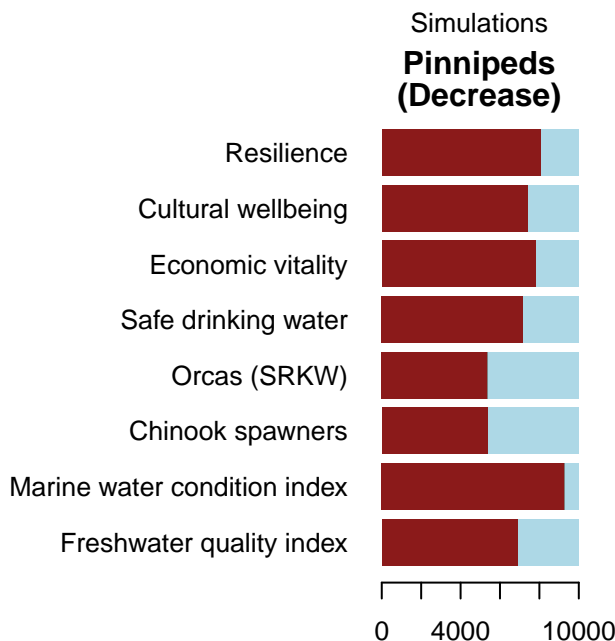 Simulations
Pinnipeds
(Decrease)
Resilience
Cultural wellbeing
Economic vitality
Safe drinking water
Orcas (SRKW)
Chinook spawners
Marine water condition index
Freshwater quality index
0 4000 10000